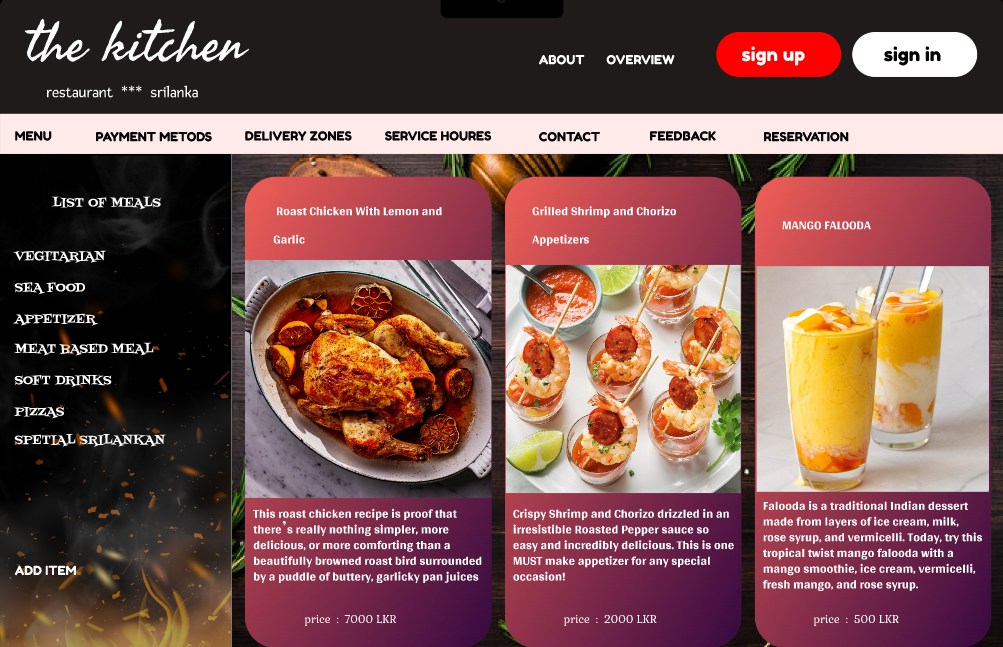 the kitchen
restaurant *** srilanka
ABOUT
OVERVIEW
sign up
sign in
MENU
PAYMENT METODS
DELIVERY ZONES
SERVICE HOURES
CONTACT
FEEDBACK
RESERVATION
LIST OF MEALS
VEGITARIAN
SEA FOOD
APPETIZER
MEAT BASED MEAL
SOFT DRINKS
PIZZAS
SPETIAL SRILANKAN
ADD ITEM
Roast Chicken With Lemon and
Garlic
This roast chicken recipe is proof that
there's really nothing simpler, more
delicious, or more comforting than a
beautifully browned roast bird surrounded
by a puddle of buttery, garlicky pan juices
price : 7000 LKR
Grilled Shrimp and Chorizo
Appetizers
Crispy Shrimp and Chorizo drizzled in an
irresistible Roasted Pepper sauce so
easy and incredibly delicious. This is one
MUST make appetizer for any special
occasion!
price : 2000 LKR
MANGO FALOODA
Falooda is a traditional Indian dessert
made from layers of ice cream, milk,
rose syrup, and vermicelli. Today, try this
tropical twist mango falooda with a
mango smoothie, ice cream, vermicelli,
fresh mango, and rose syrup.
price : 500 LKR